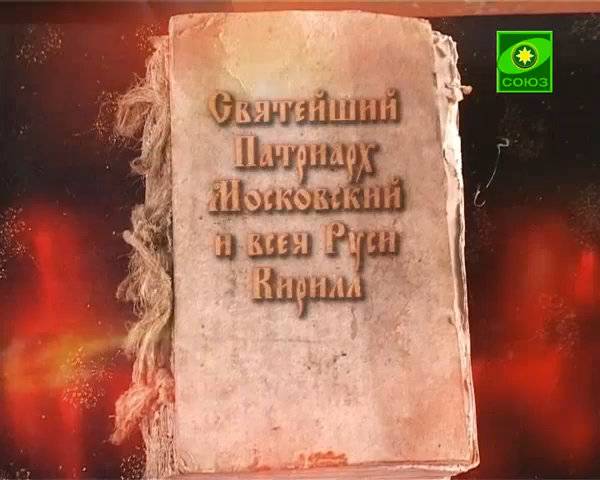 СОЮЗ
Святейший
Патриарх
Московский
и всея Руси
Кирилл